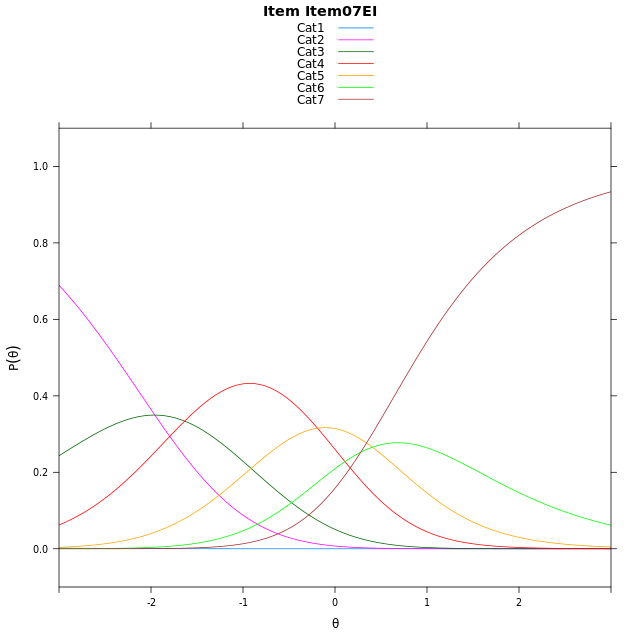 Item Item07EI
Cat1
Cat2
Cat3
Cat4
Cat5
Cat6
Cat7
1.0
0.8
0.6
0.4
0.2
0.0
P(θ)
-2
-1
0
1
2
θ